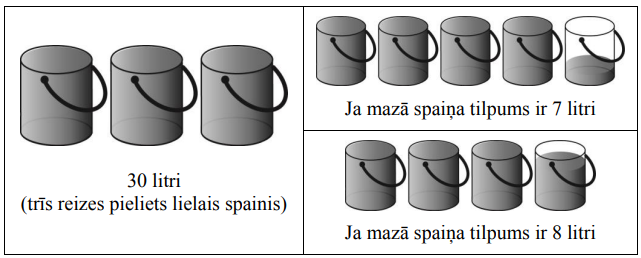 30 litri
(trīs reizes pieliets lielais spainis)
Ja mazā spaiņa tilpums ir 7 litri
Ja mazā spaiņa tilpums ir 8 litri